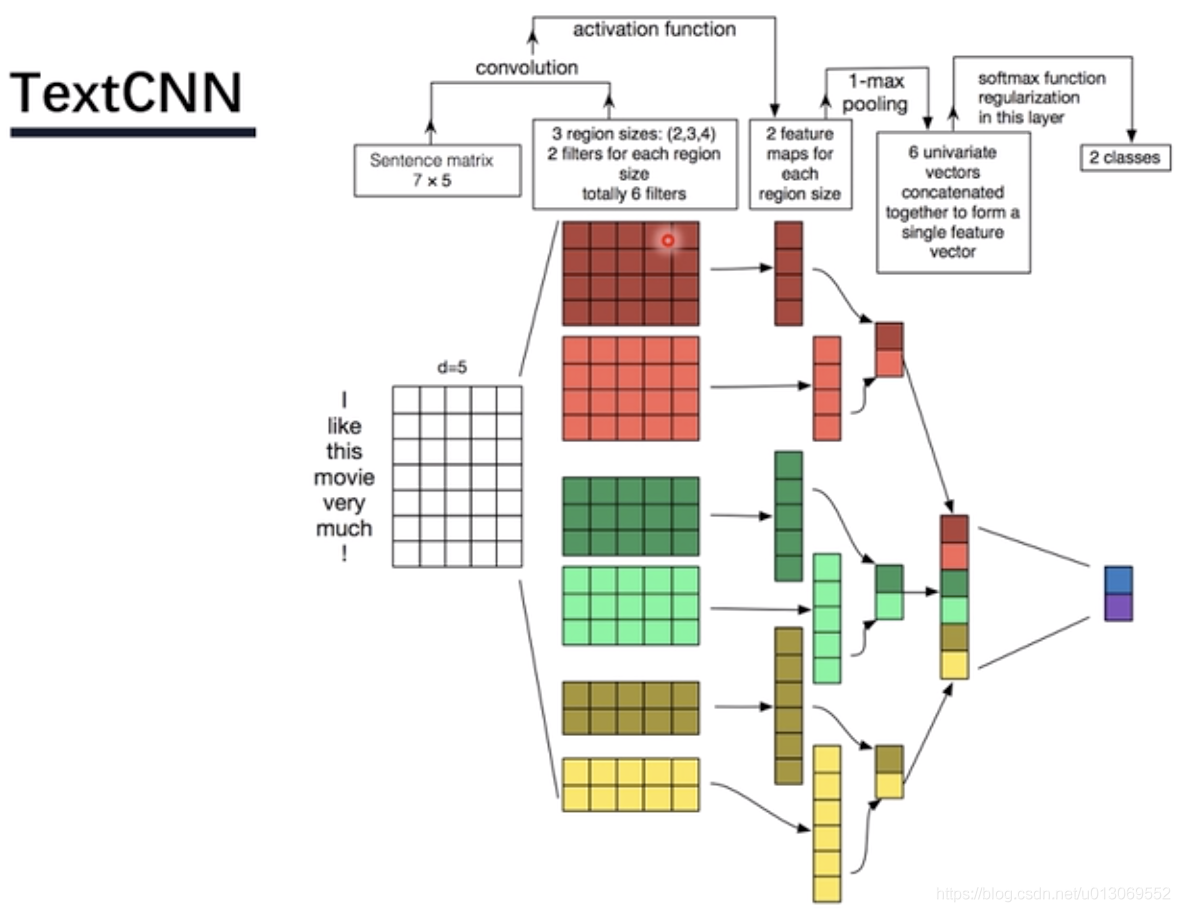 TextCNN
activation function
convolution
1-max
pooling
softmax function
regularization
in this layer
Sentence matrix
7 × 5
3 region sizes: (2,3,4)
2 filters for each region
size
totally 6 filters
2 feature
maps for
each
region size
6 univariate
vectors
concatenated
together to form a
single feature
vector
2 classes
d=5
I
like
this
movie
very
much
!
https://blog.csdn.net/u013069552